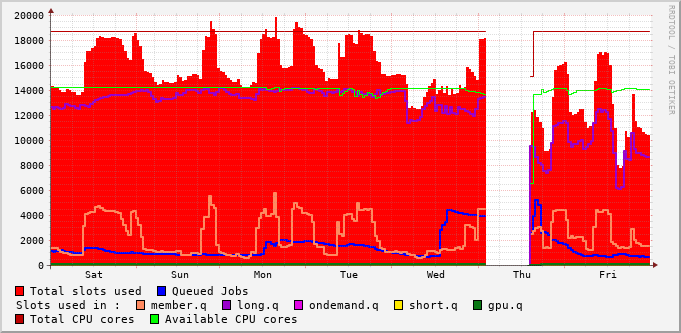 RRDTOOL / TOBI OETIKER
20000
18000
16000
14000
12000
10000
8000
6000
4000
2000
0
Sat Sun Mon Tue Wed Thu Fri
Total slots used Queued Jobs
Slots used in : member.q long.q ondemand.q short.q gpu.q
Total CPU cores Available CPU cores